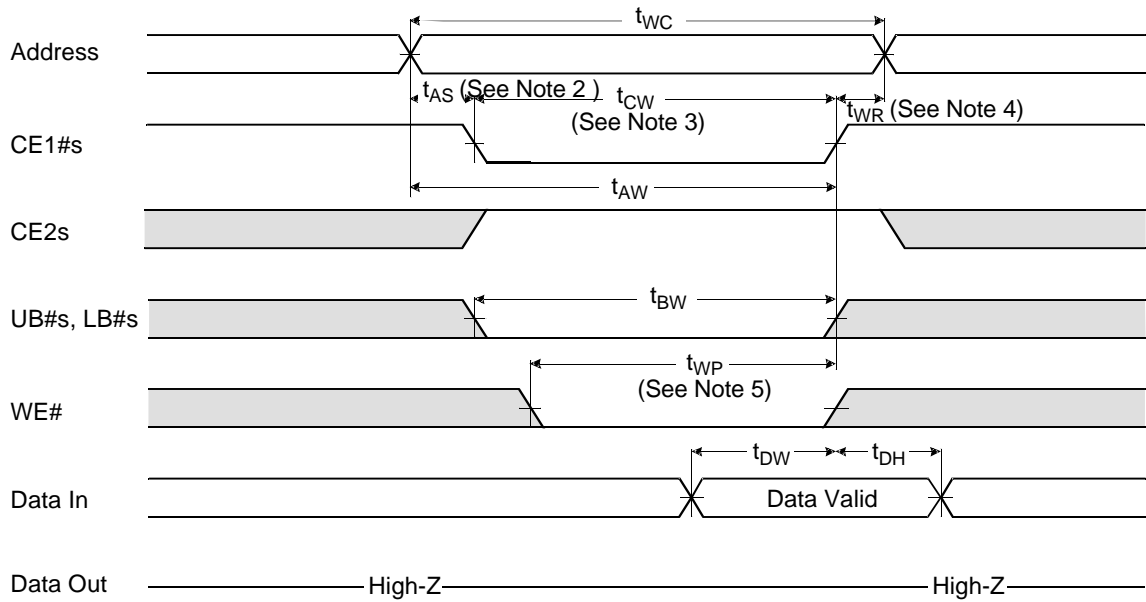 tWC
Address
tAS (See Note 2 )
tCW
(See Note 3)
tWR (See Note 4)
CE1#s
tAW
CE2s
tBW
UB#s, LB#s
tWP
(See Note 5)
WE#
tDW
tDH
Data In
Data Valid
Data Out
High-Z
High-Z